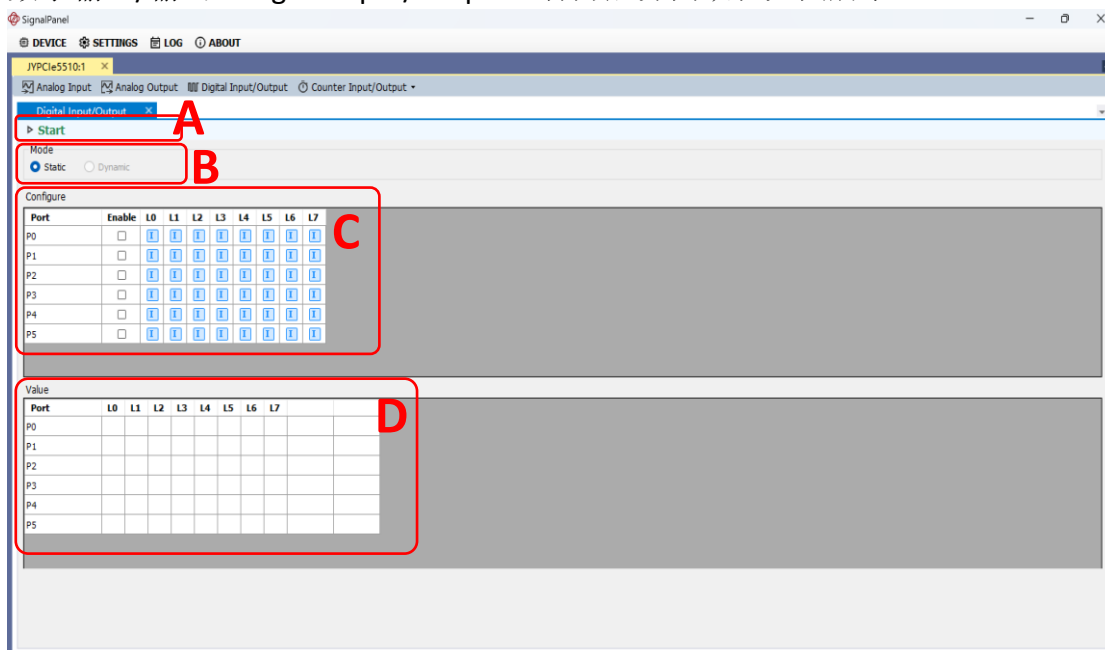 SignalPanel
DEVICE SETTINGS LOG ABOUT
JYPCIe5510:1
Analog Input Analog Output Digital Input/Output Counter Input/Output
Digital Input/Output
Start
A
Mode
Static Dynamic
B
Configure
Port Enable L0 L1 L2 L3 L4 L5 L6 L7
P0 I I I I I I I I
P1 I I I I I I I I
P2 I I I I I I I I
P3 I I I I I I I I
P4 I I I I I I I I
P5 I I I I I I I I
C
Value
Port L0 L1 L2 L3 L4 L5 L6 L7
P0
P1
P2
P3
P4
P5
D